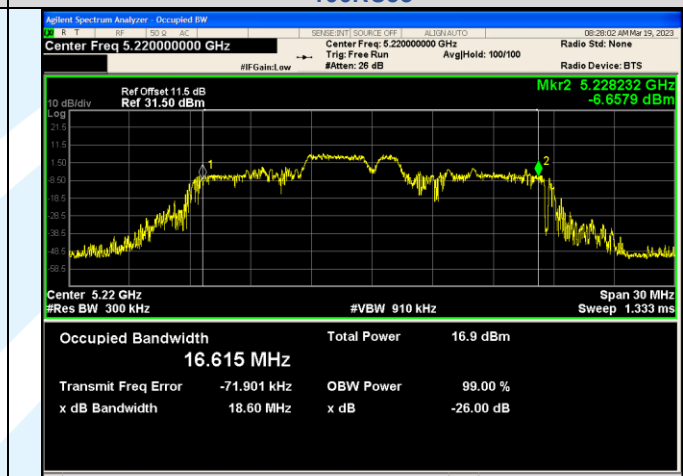 Agilent Spectrum Analyzer - Occupied BW
R T RF 50 Ω AC SENSE:INT SOURCE OFF ALIGN AUTO 08:28:02 AM Mar 19, 2023
Center Freq 5.220000000 GHz Center Freq: 5.220000000 GHz Radio Std: None
Trig: Free Run Avg|Hold: 100/100
#IFGain:Low #Atten: 26 dB Radio Device: BTS
Ref Offset 11.5 dB Mkr2 5.228232 GHz
10 dB/div Ref 31.50 dBm -6.6579 dBm
Log
21.5
11.5
1.50
-8.50
-18.5
-28.5
-38.5
-48.5
-58.5
1
2
Center 5.22 GHz Span 30 MHz
#Res BW 300 kHz #VBW 910 kHz Sweep 1.333 ms
Occupied Bandwidth Total Power 16.9 dBm
16.615 MHz
Transmit Freq Error -71.901 kHz OBW Power 99.00 %
x dB Bandwidth 18.60 MHz x dB -26.00 dB